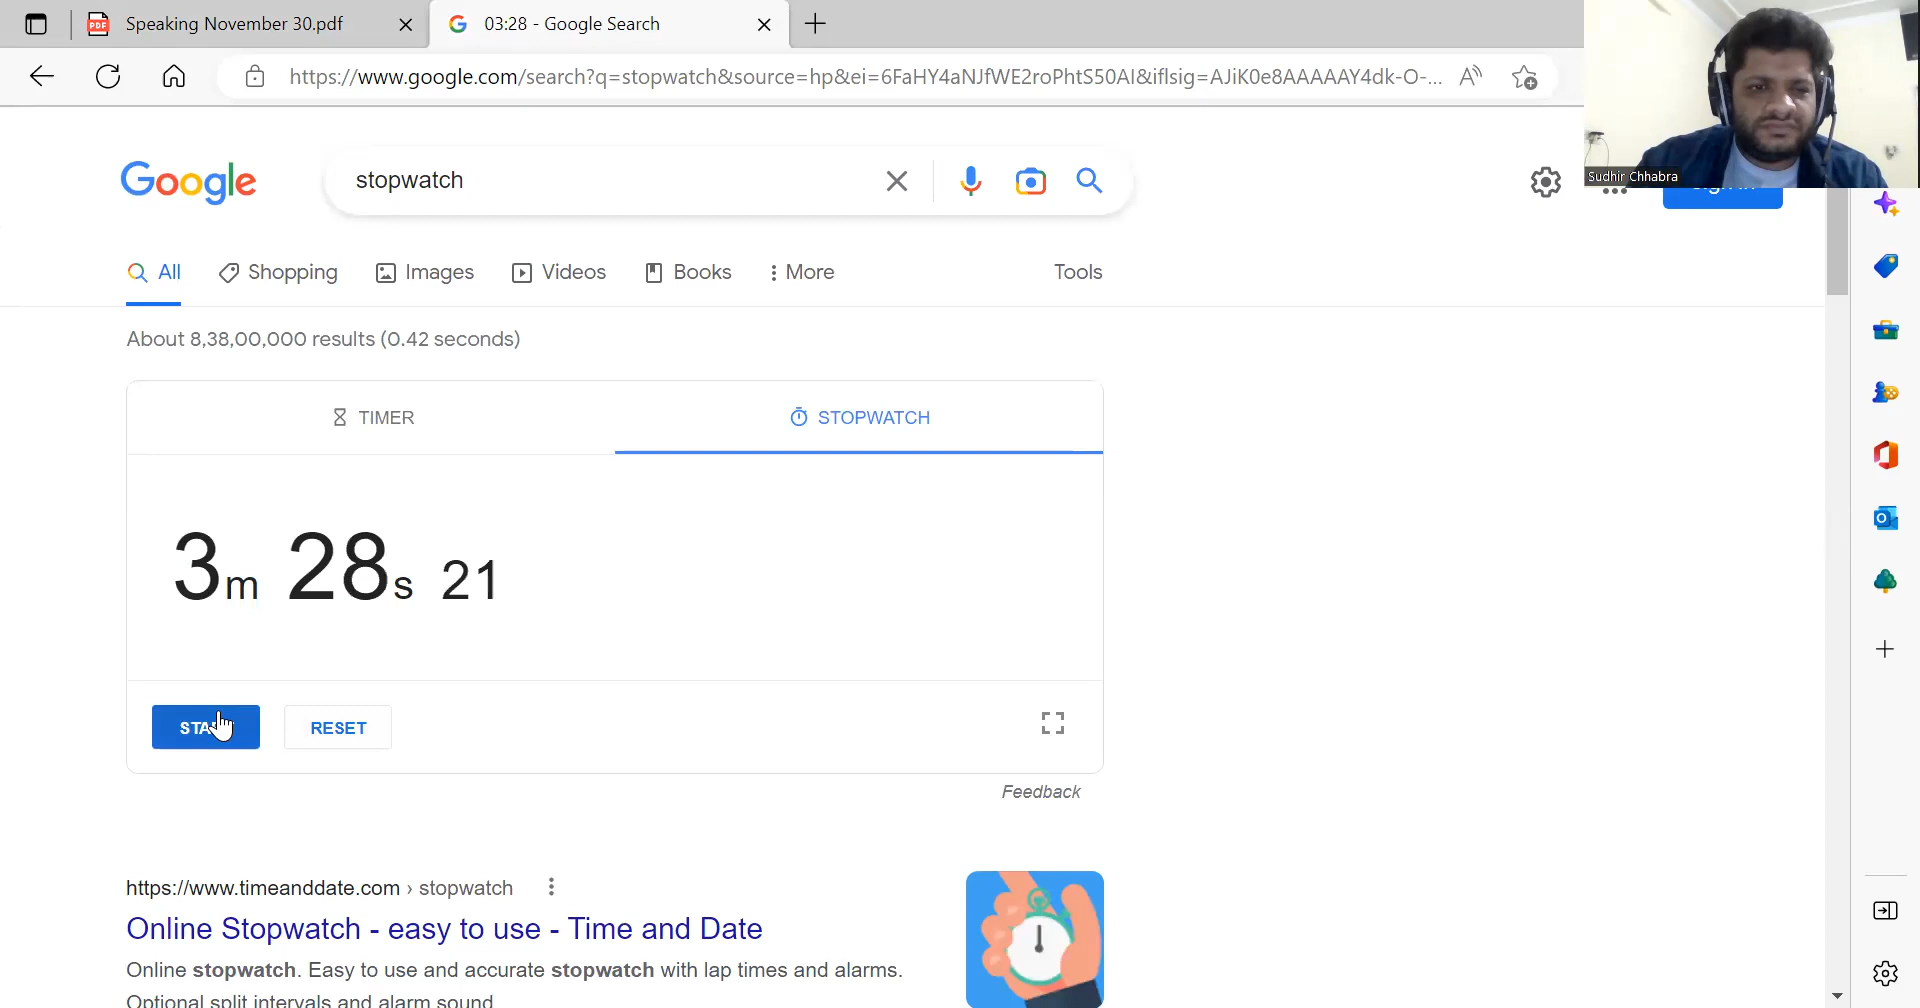 Speaking November 30.pdf
03:28 - Google Search
https://www.google.com/search?q=stopwatch&source=hp&ei=6FaHY4aNJfWE2roPhtS50AI&iflsig=AJiK0e8AAAAAY4dk-O-...
Sudhir Chhabra
Google
stopwatch
All
Shopping
Images
Videos
Books
More
Tools
About 8,38,00,000 results (0.42 seconds)
TIMER
STOPWATCH
3m 28s 21
RESET
Feedback
https://www.timeanddate.com › stopwatch
Online Stopwatch - easy to use - Time and Date
Online stopwatch. Easy to use and accurate stopwatch with lap times and alarms.
Optional split intervals and alarm sound